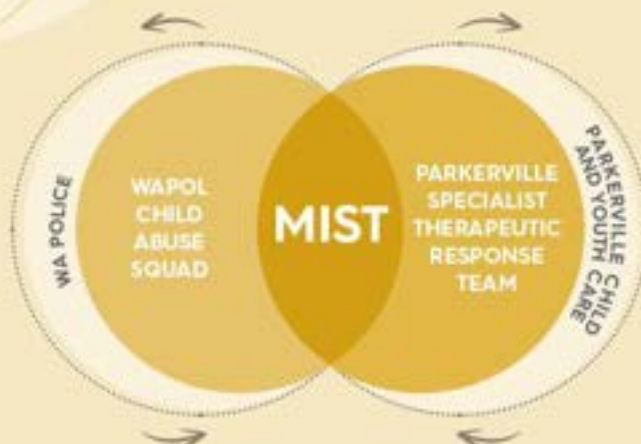 WA POLICE
WAPOL
CHILD
ABUSE
SQUAD
MIST
PARKERVILLE
SPECIALIST
THERAPEUTIC
RESPONSE
TEAM
PARKERVILLE CHILD
AND YOUTH CARE